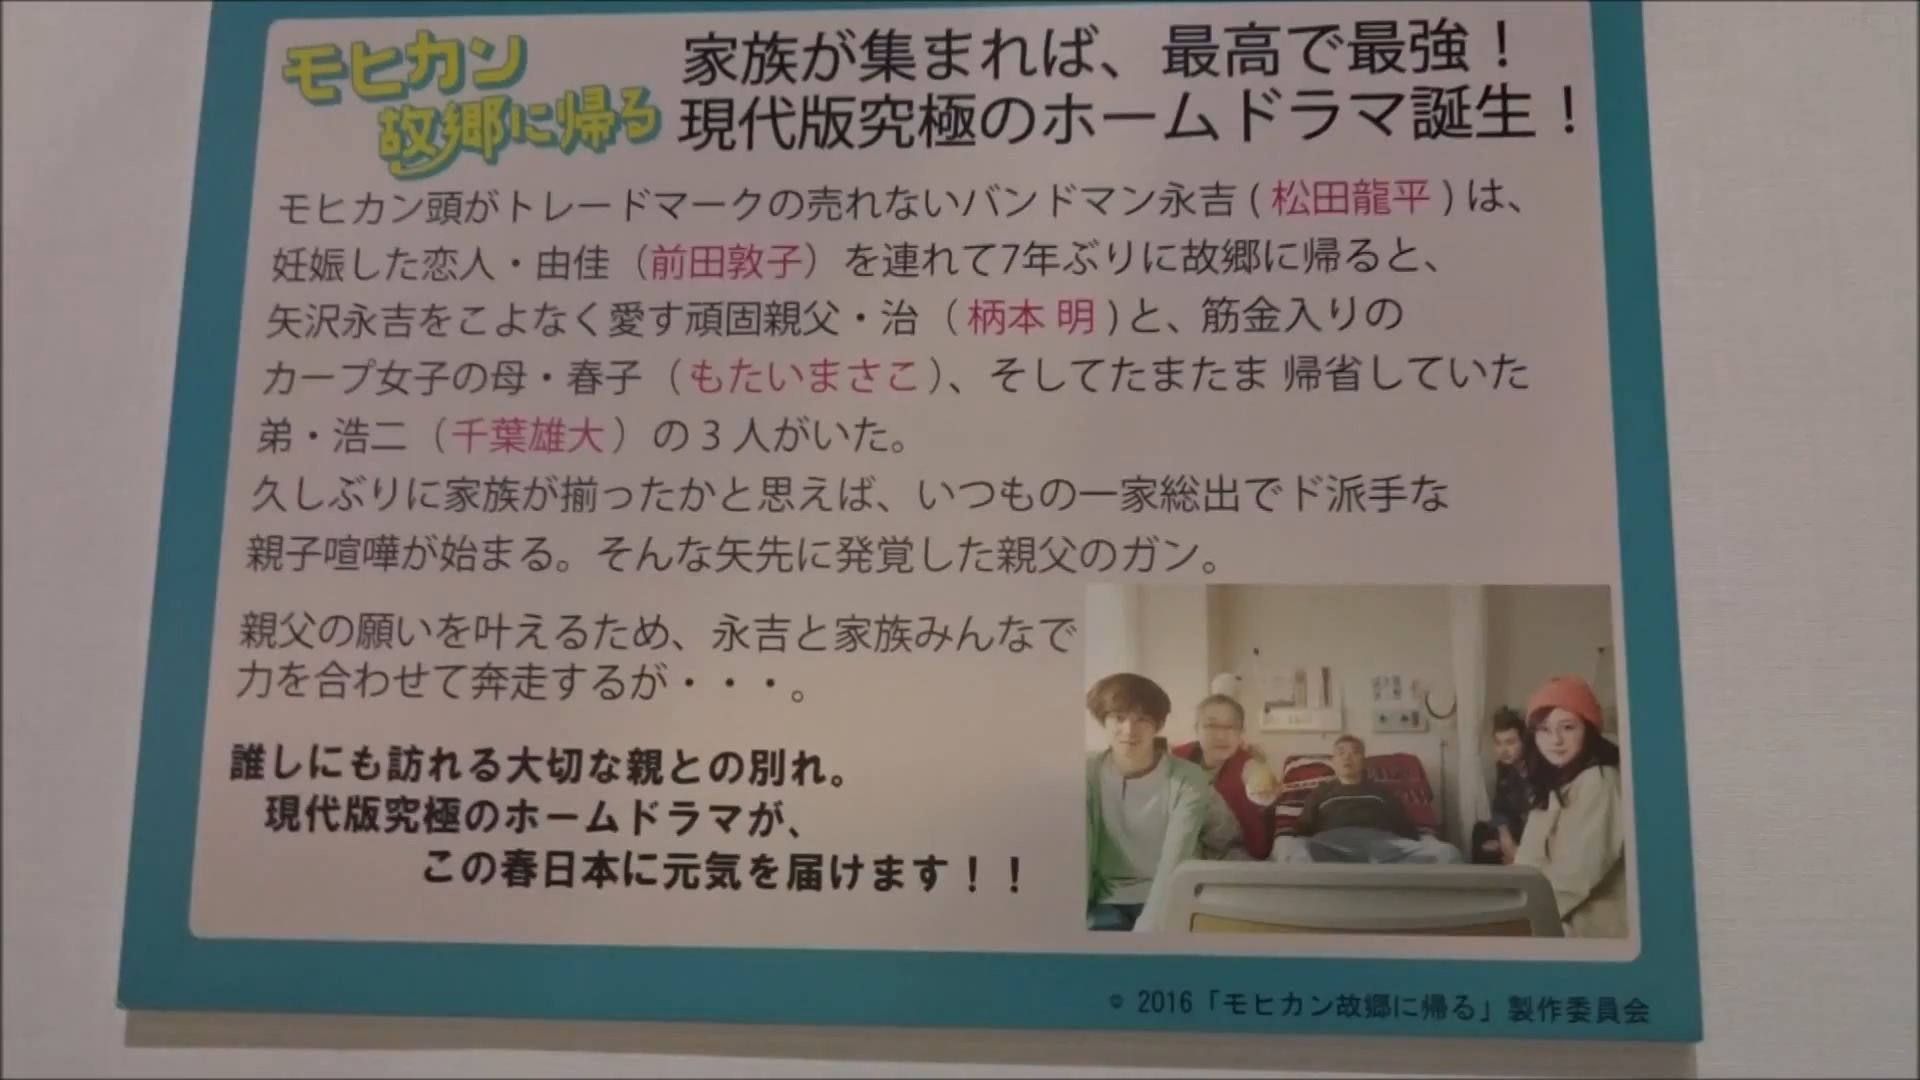 モヒカン
故郷に帰る
家族が集まれば、最高で最強！
現代版究極のホームドラマ誕生！
モヒカン頭がトレードマークの売れないバンドマン永吉(松田龍平)は、
妊娠した恋人・由佳（前田敦子）を連れて7年ぶりに故郷に帰ると、
矢沢永吉をこよなく愛す頑固親父・治（柄本 明)と、筋金入りの
カープ女子の母・春子（もたいまさこ）、そしてたまたま 帰省していた
弟・浩二（千葉雄大）の３人がいた。
久しぶりに家族が揃ったかと思えば、いつもの一家総出でド派手な
親子喧嘩が始まる。そんな矢先に発覚した親父のガン。
親父の願いを叶えるため、永吉と家族みんなで
力を合わせて奔走するが・・・。
誰しにも訪れる大切な親との別れ。
現代版究極のホームドラマが、
この春日本に元気を届けます！！
© 2016「モヒカン故郷に帰る」製作委員会